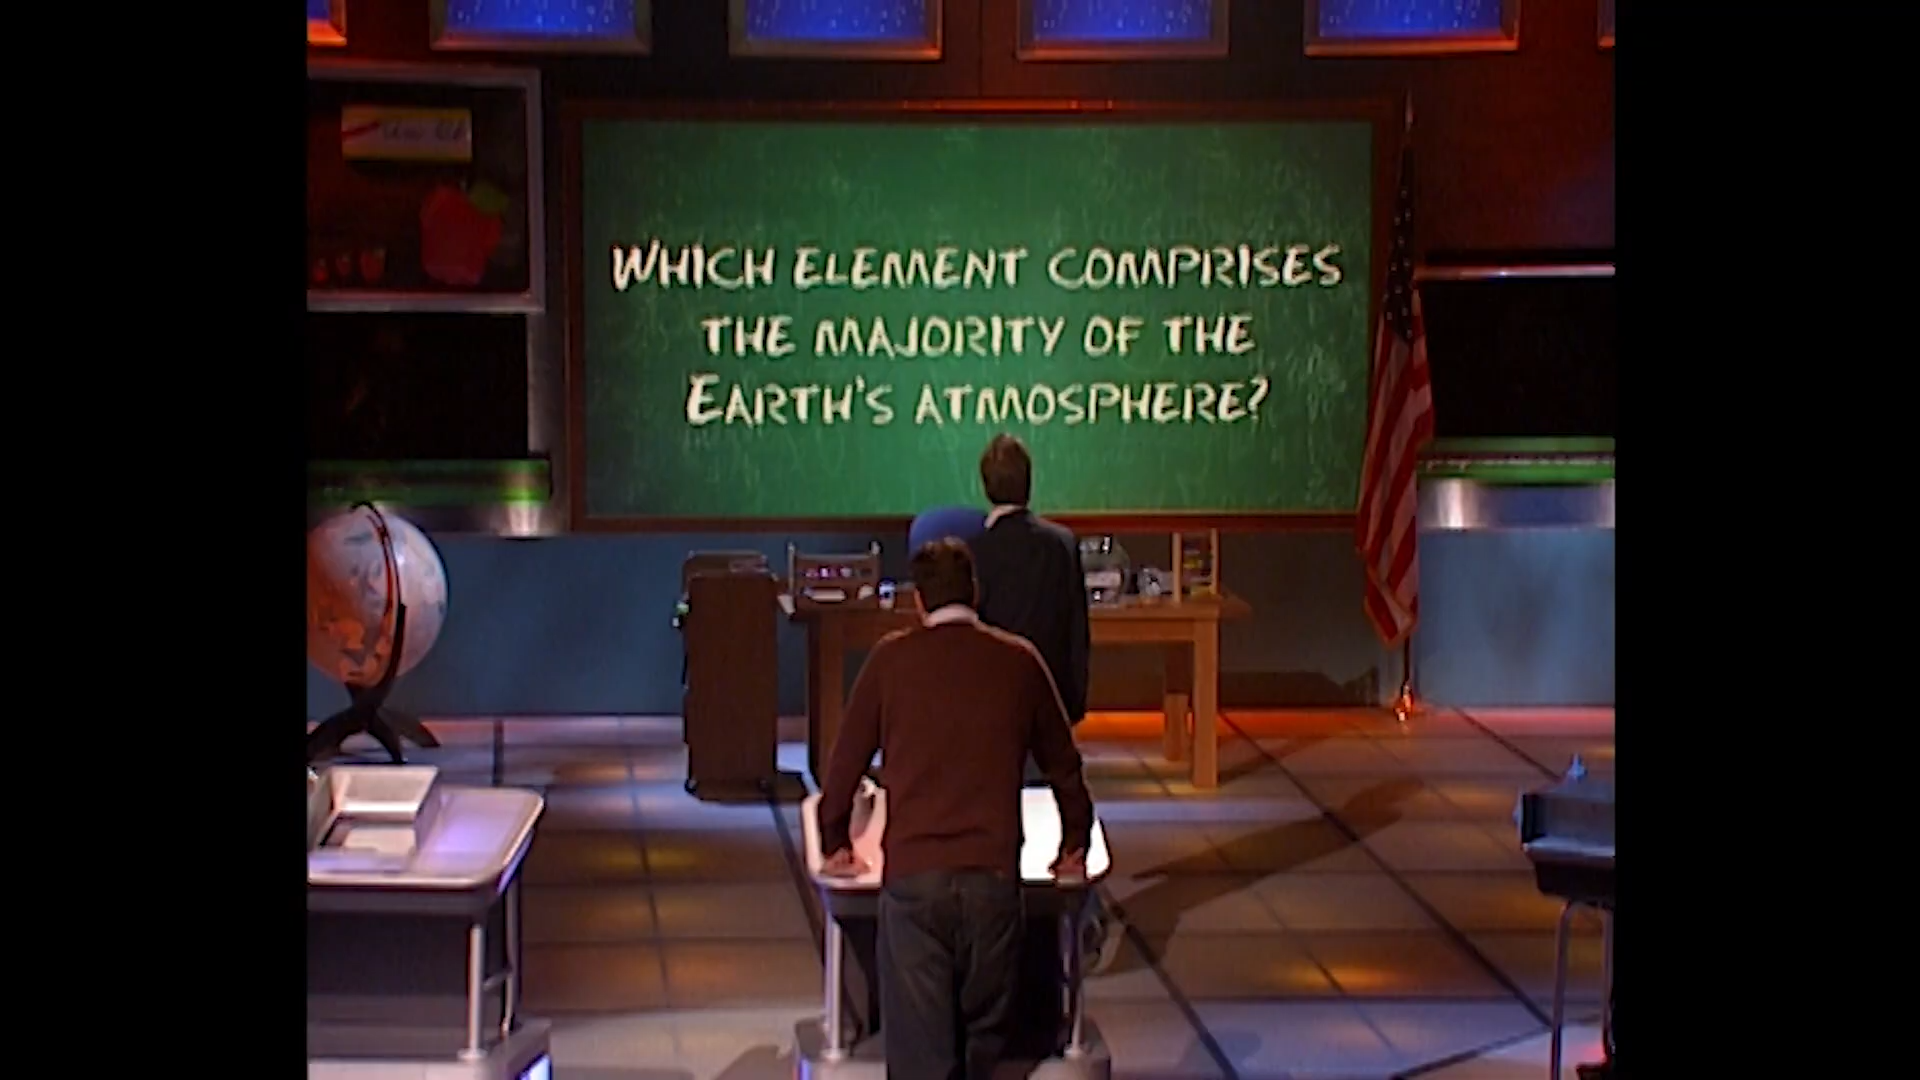 WHICH ELEMENT COMPRISES
THE MAJORITY OF THE
EARTH'S ATMOSPHERE?